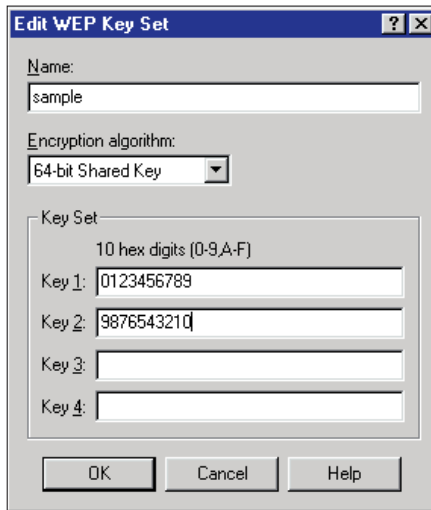 Edit WEP Key Set
Name:
sample
Encryption algorithm:
64-bit Shared Key
Key Set
10 hex digits (0-9,A-F)
Key 1: 0123456789
Key 2: 9876543210
Key 3:
Key 4:
OK Cancel Help